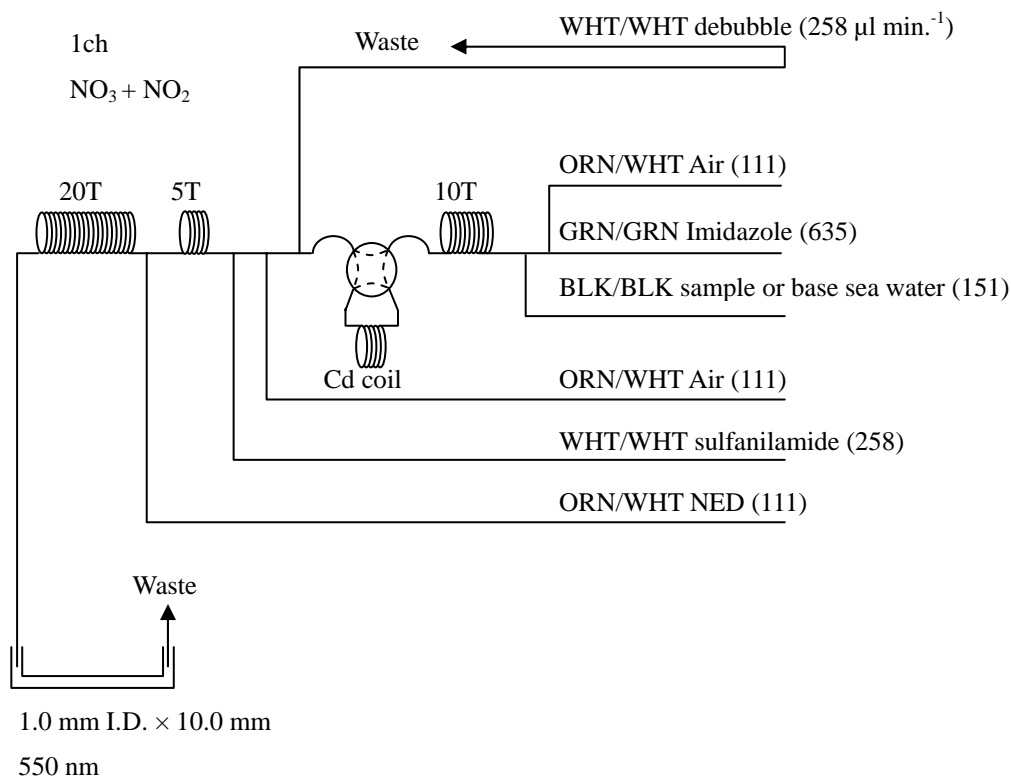 1ch
NO₃ + NO₂
Waste
WHT/WHT debubble (258 µl min.⁻¹)
ORN/WHT Air (111)
20T
5T
10T
GRN/GRN Imidazole (635)
BLK/BLK sample or base sea water (151)
Cd coil
ORN/WHT Air (111)
WHT/WHT sulfanilamide (258)
ORN/WHT NED (111)
Waste
1.0 mm I.D. × 10.0 mm
550 nm